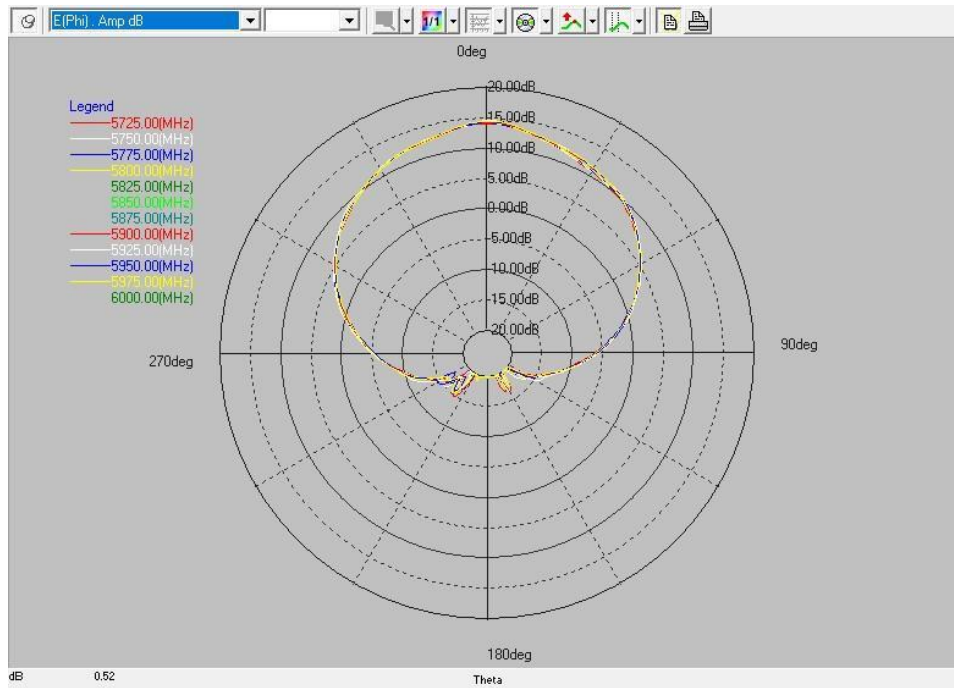 E(Phi) . Amp dB
1/1
0deg
20.00dB
Legend
5725.00(MHz)
15.00dB
5750.00(MHz)
5775.00(MHz)
10.00dB
5800.00(MHz)
5825.00(MHz)
5.00dB
5850.00(MHz)
5875.00(MHz)
0.00dB
5900.00(MHz)
5925.00(MHz)
-5.00dB
5950.00(MHz)
-10.00dB
5975.00(MHz)
6000.00(MHz)
-15.00dB
-20.00dB
90deg
270deg
180deg
dB 0.52 Theta